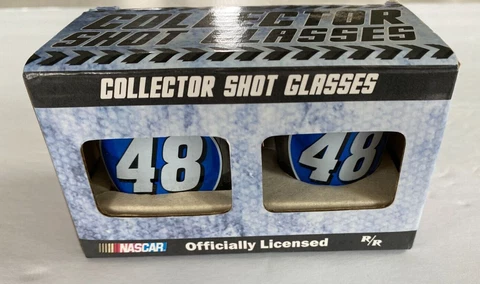 COLLECTOR
SHOT GLASSES
COLLECTOR SHOT GLASSES
48 48
NASCAR Officially Licensed R/R